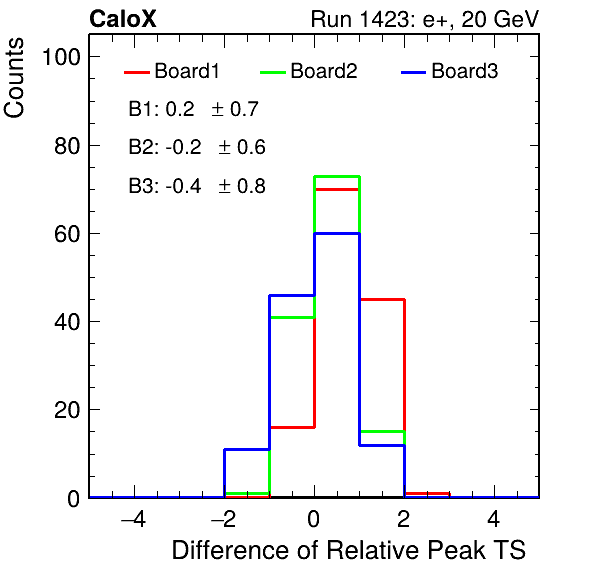 CaloX Run 1423: e+, 20 GeV
Counts
100
80
60
40
20
0
Board1 Board2 Board3
B1: 0.2 ± 0.7
B2: -0.2 ± 0.6
B3: -0.4 ± 0.8
−4 −2 0 2 4
Difference of Relative Peak TS